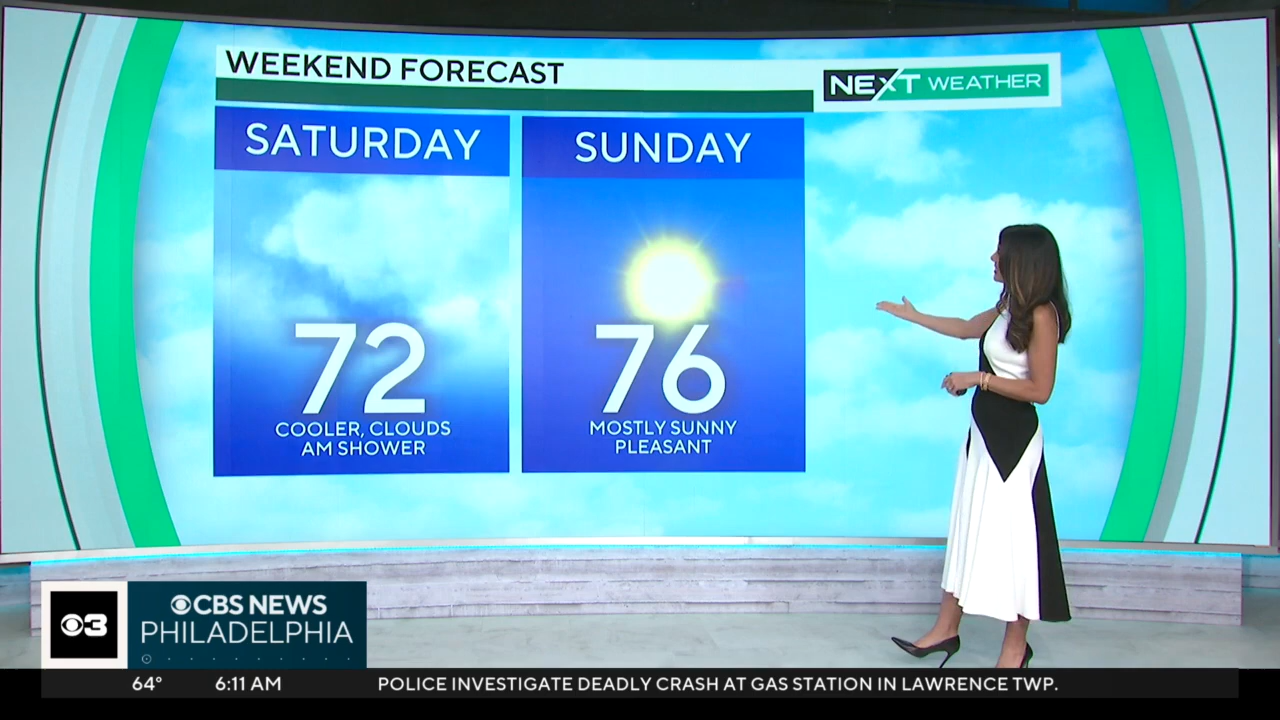 WEEKEND FORECAST
NEXT WEATHER
SATURDAY
72
COOLER, CLOUDS
AM SHOWER
SUNDAY
76
MOSTLY SUNNY
PLEASANT
3
CBS NEWS
PHILADELPHIA
64° 6:11 AM POLICE INVESTIGATE DEADLY CRASH AT GAS STATION IN LAWRENCE TWP.